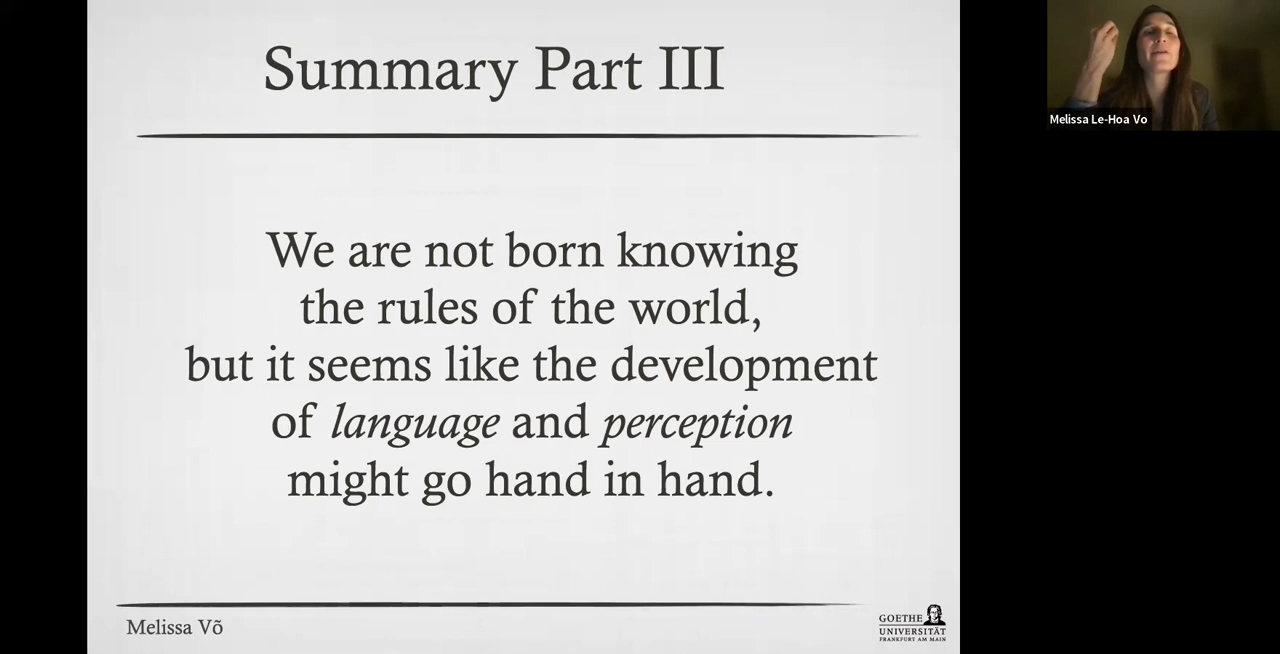 Summary Part III
We are not born knowing
the rules of the world,
but it seems like the development
of language and perception
might go hand in hand.
Melissa Võ
GOETHE
UNIVERSITÄT
FRANKFURT AM MAIN
Melissa Le-Hoa Vo